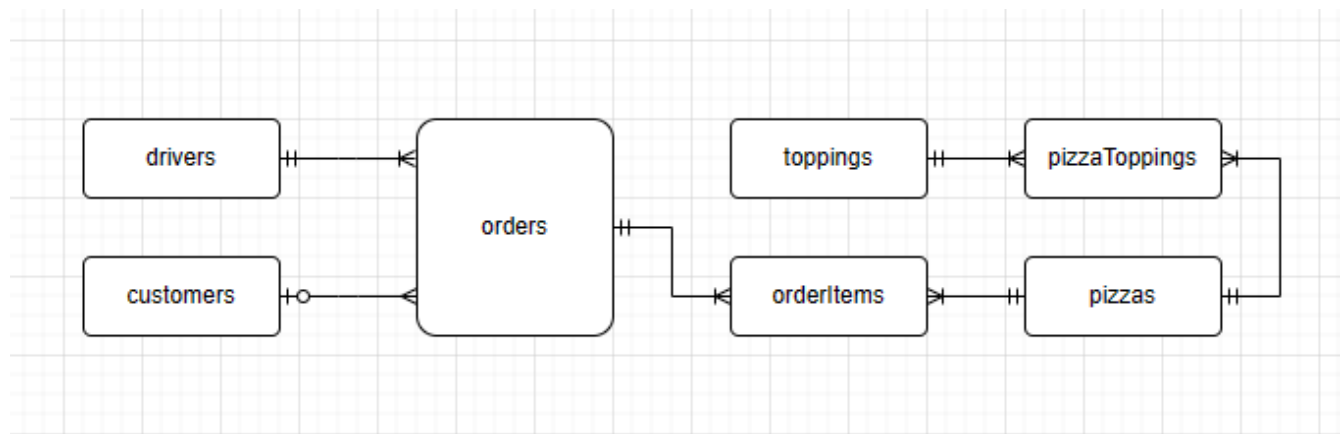 drivers
customers
orders
toppings
pizzaToppings
orderItems
pizzas